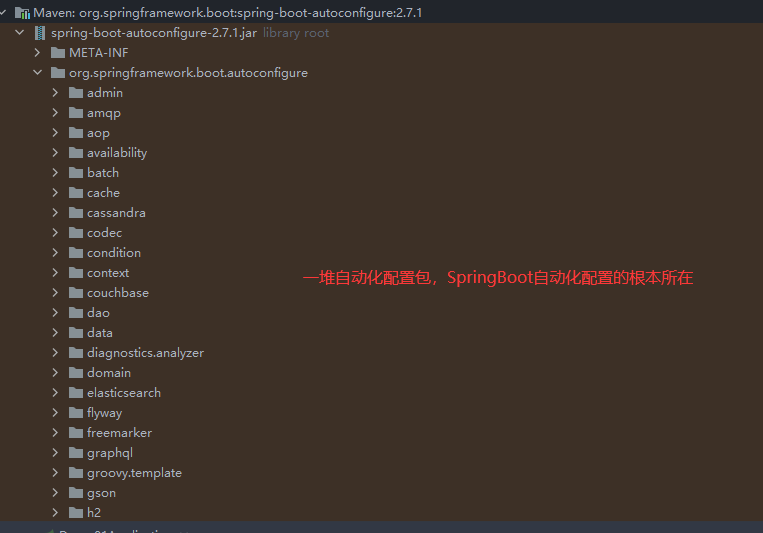 Maven: org.springframework.boot:spring-boot-autoconfigure:2.7.1
spring-boot-autoconfigure-2.7.1.jar library root
META-INF
org.springframework.boot.autoconfigure
admin
amqp
aop
availability
batch
cache
cassandra
codec
condition
context
一堆自动化配置包，SpringBoot自动化配置的根本所在
couchbase
dao
data
diagnostics.analyzer
domain
elasticsearch
flyway
freemarker
graphql
groovy.template
gson
h2